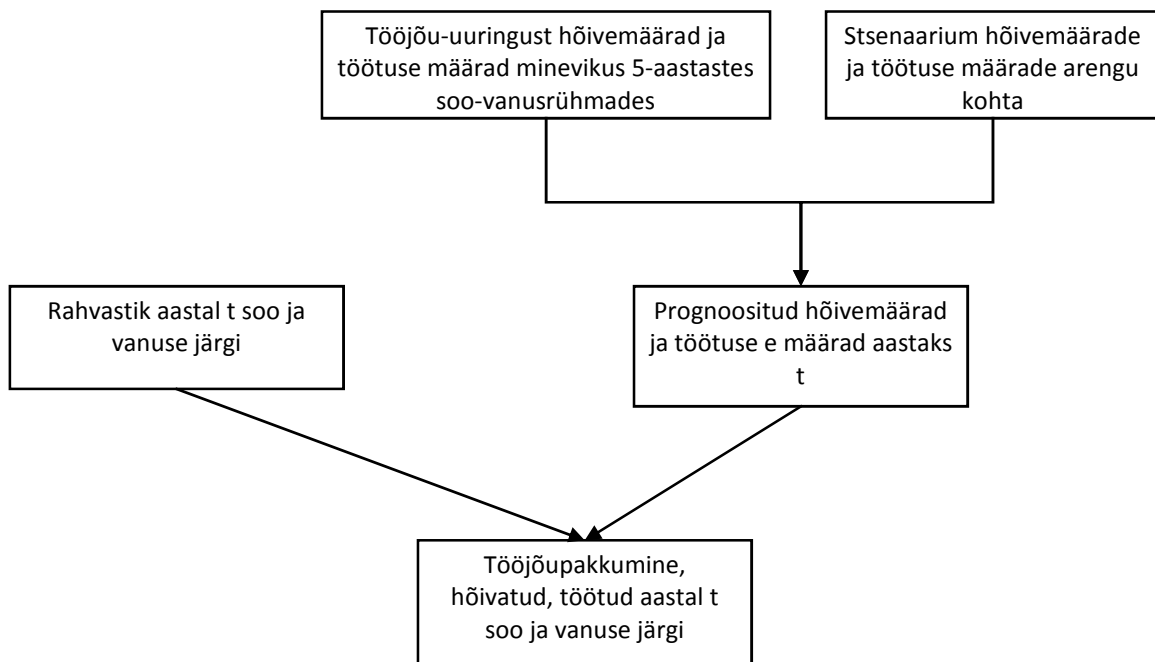 Tööjõu-uuringust hõivemäärad ja
töötuse määrad minevikus 5-aastastes
soo-vanusrühmades
Stsenaarium hõivemäärade
ja töötuse määrade arengu
kohta
Rahvastik aastal t soo ja
vanuse järgi
Prognoositud hõivemäärad
ja töötuse e määrad aastaks
t
Tööjõupakkumine,
hõivatud, töötud aastal t
soo ja vanuse järgi